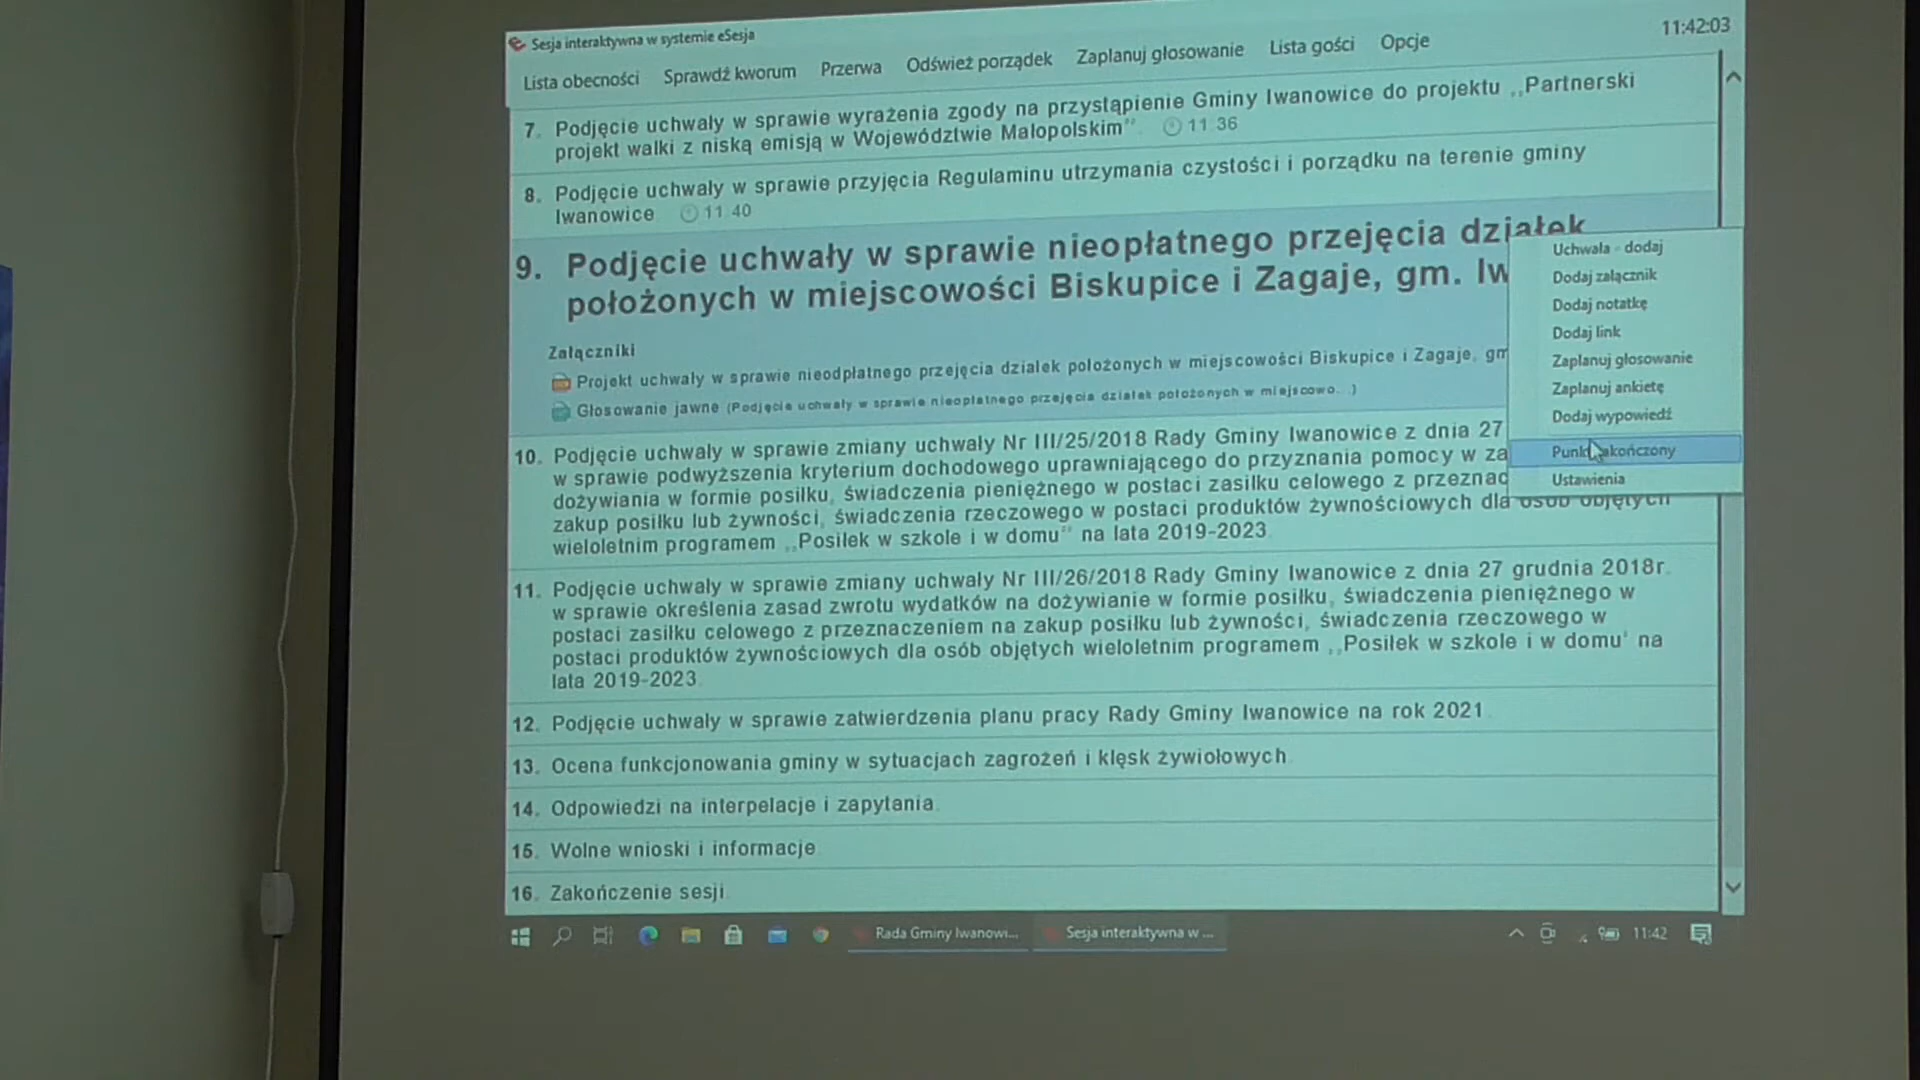 Sesja interaktywna w systemie eSesja
11:42:03
Lista obecności Sprawdź kworum Przerwa Odśwież porządek Zaplanuj głosowanie Lista gości Opcje
7. Podjęcie uchwały w sprawie wyrażenia zgody na przystąpienie Gminy Iwanowice do projektu ,,Partnerski
projekt walki z niską emisją w Województwie Małopolskim” 11:36
8. Podjęcie uchwały w sprawie przyjęcia Regulaminu utrzymania czystości i porządku na terenie gminy
Iwanowice 11:40
9. Podjęcie uchwały w sprawie nieopłatnego przejęcia działek
położonych w miejscowości Biskupice i Zagaje, gm. Iw
Załączniki
Projekt uchwały w sprawie nieodpłatnego przejęcia działek położonych w miejscowości Biskupice i Zagaje, gm
Głosowanie jawne (Podjęcie uchwały w sprawie nieopłatnego przejęcia działek położonych w miejscowo...)
Uchwała - dodaj
Dodaj załącznik
Dodaj notatkę
Dodaj link
Zaplanuj głosowanie
Zaplanuj ankietę
Dodaj wypowiedź
Punkt zakończony
Ustawienia
10. Podjęcie uchwały w sprawie zmiany uchwały Nr III/25/2018 Rady Gminy Iwanowice z dnia 27
w sprawie podwyższenia kryterium dochodowego uprawniającego do przyznania pomocy w za
dożywiania w formie posiłku, świadczenia pieniężnego w postaci zasiłku celowego z przeznac
zakup posiłku lub żywności, świadczenia rzeczowego w postaci produktów żywnościowych dla osób objętych
wieloletnim programem ,,Posiłek w szkole i w domu” na lata 2019-2023.
11. Podjęcie uchwały w sprawie zmiany uchwały Nr III/26/2018 Rady Gminy Iwanowice z dnia 27 grudnia 2018r.
w sprawie określenia zasad zwrotu wydatków na dożywianie w formie posiłku, świadczenia pieniężnego w
postaci zasiłku celowego z przeznaczeniem na zakup posiłku lub żywności, świadczenia rzeczowego w
postaci produktów żywnościowych dla osób objętych wieloletnim programem ,,Posiłek w szkole i w domu" na
lata 2019-2023.
12. Podjęcie uchwały w sprawie zatwierdzenia planu pracy Rady Gminy Iwanowice na rok 2021.
13. Ocena funkcjonowania gminy w sytuacjach zagrożeń i klęsk żywiołowych.
14. Odpowiedzi na interpelacje i zapytania.
15. Wolne wnioski i informacje.
16. Zakończenie sesji.
Rada Gminy Iwanowi... Sesja interaktywna w ... 11:42